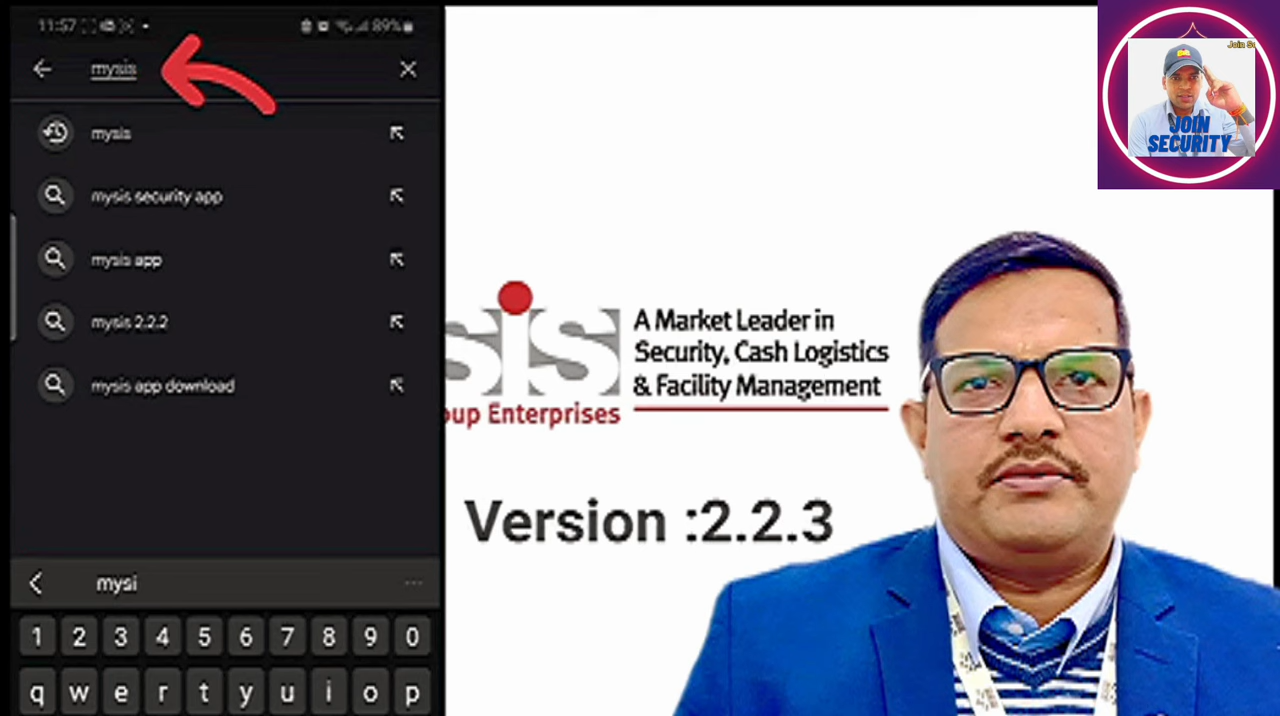 11:57
89%
mysis
mysis
mysis security app
mysis app
mysis 2.2.2
mysis app download
mysi
1 2 3 4 5 6 7 8 9 0
q w e r t y u i o p
sis
A Market Leader in
Security, Cash Logistics
& Facility Management
oup Enterprises
Version :2.2.3
JOIN
SECURITY